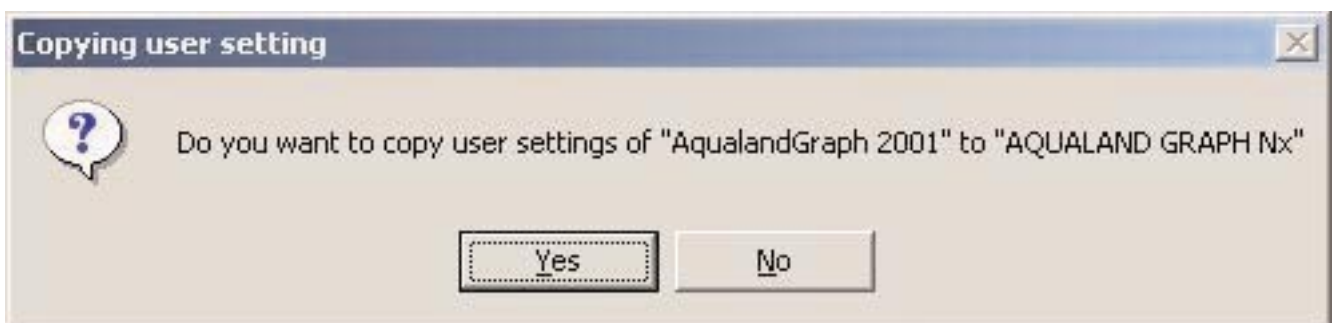 Copying user setting
Do you want to copy user settings of "AqualandGraph 2001" to "AQUALAND GRAPH Nx"
Yes
No